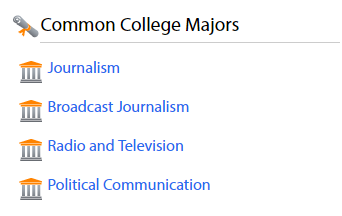 Common College Majors
Journalism
Broadcast Journalism
Radio and Television
Political Communication